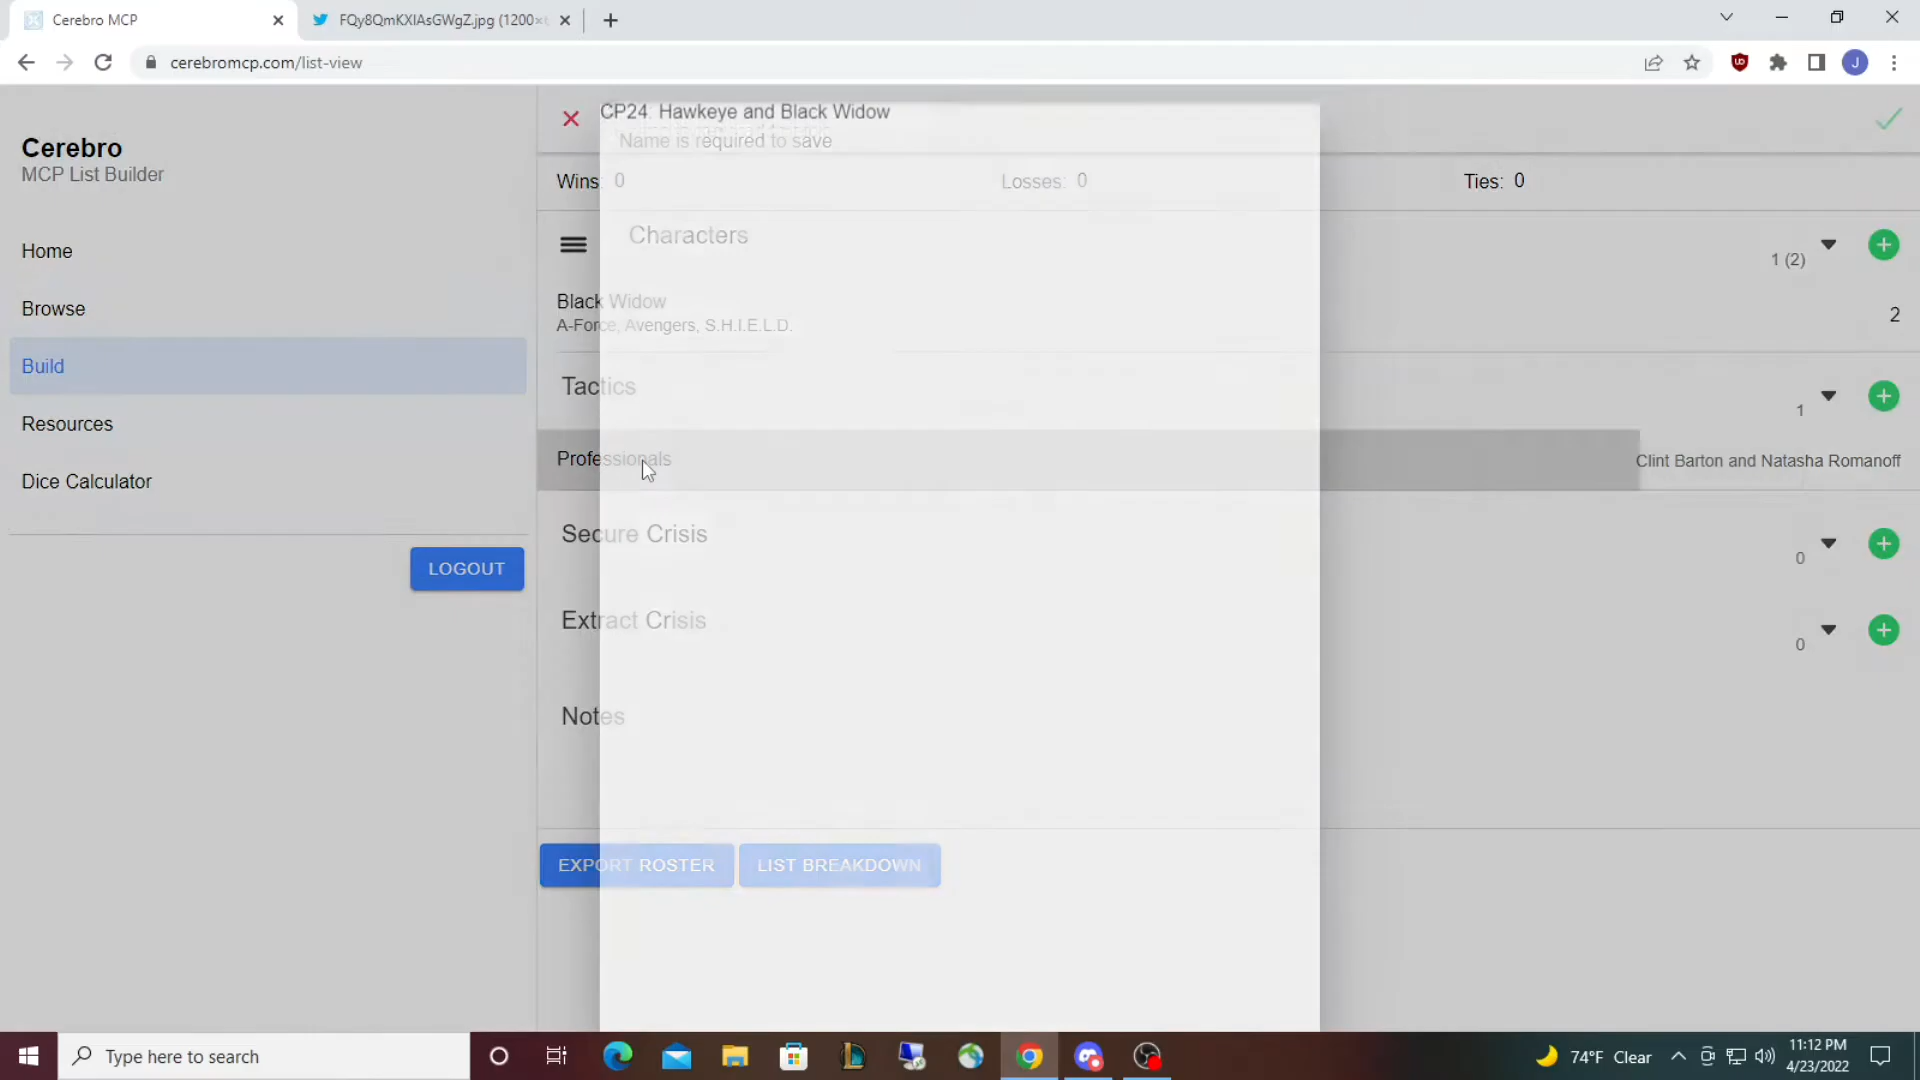 Cerebro MCP
FQy8QmKXIAsGWgZ.jpg (1200×
cerebromcp.com/list-view
J
Cerebro
MCP List Builder
Home
Browse
Build
Resources
Dice Calculator
LOGOUT
CP24: Hawkeye and Black Widow
Name is required to save
Wins: 0
Losses: 0
Ties: 0
Characters
1 (2)
Black Widow
A-Force, Avengers, S.H.I.E.L.D.
2
Tactics
1
Professionals
Clint Barton and Natasha Romanoff
Secure Crisis
0
Extract Crisis
0
Notes
EXPORT ROSTER
LIST BREAKDOWN
Type here to search
74°F Clear
11:12 PM
4/23/2022